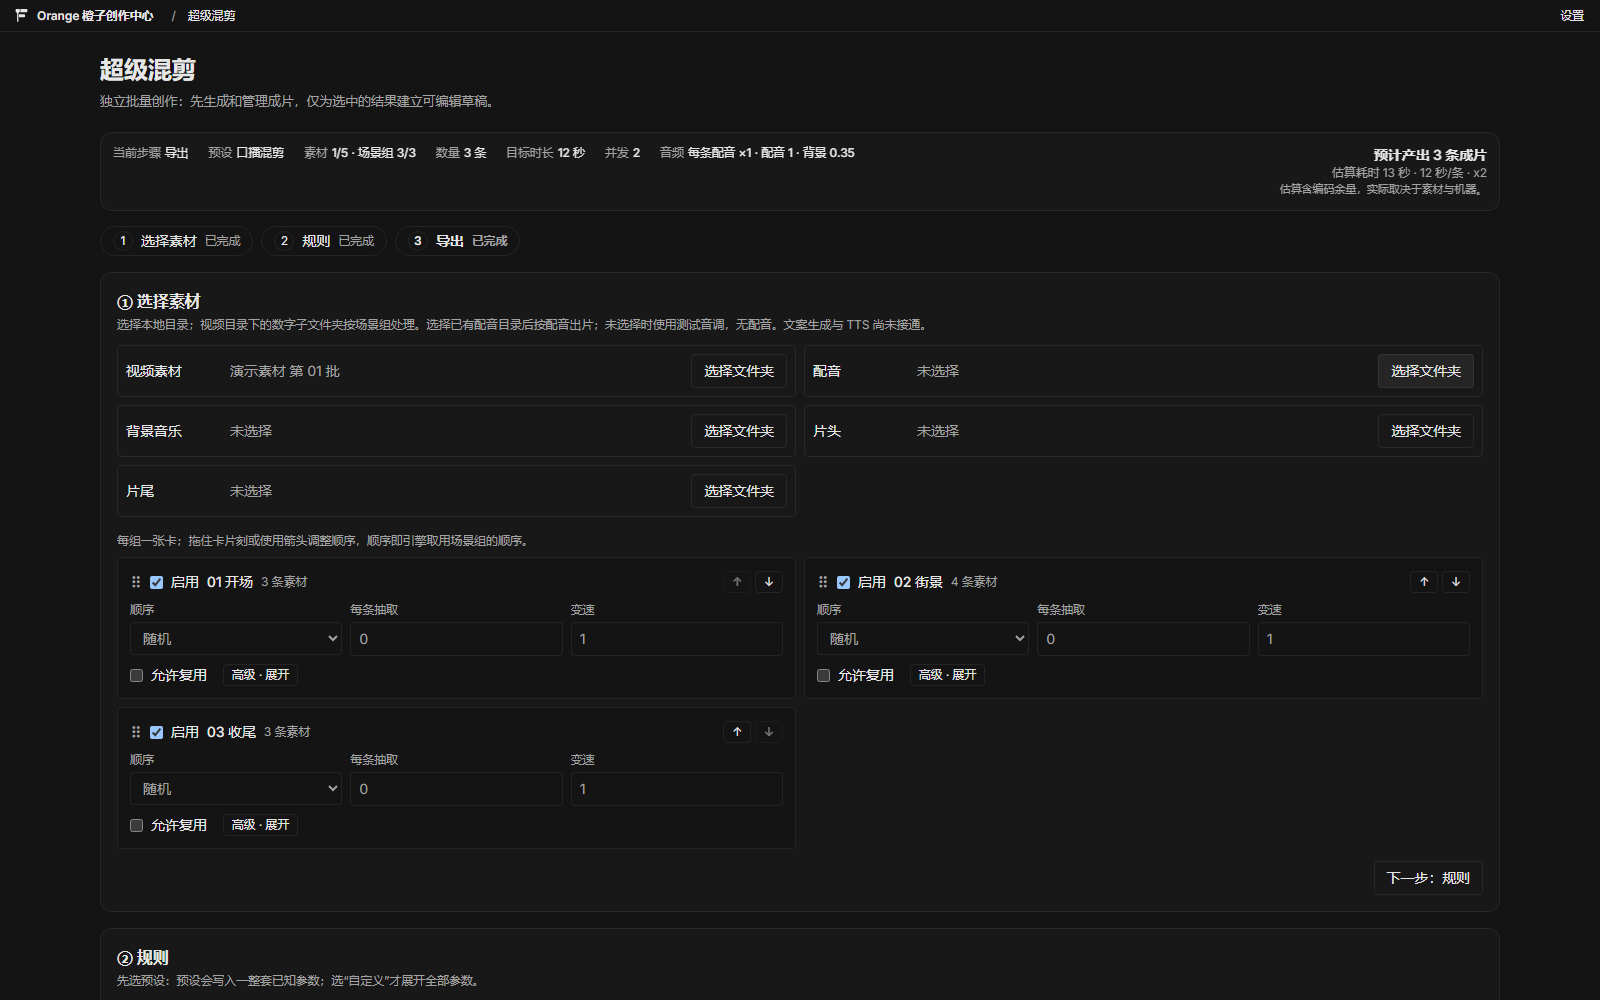 Orange 橙子创作中心 / 超级混剪 设置
超级混剪
独立批量创作：先生成和管理成片，仅为选中的结果建立可编辑草稿。
当前步骤 导出 预设 口播混剪 素材 1/5 · 场景组 3/3 数量 3 条 目标时长 12 秒 并发 2 音频 每条配音 ×1 · 配音 1 · 背景 0.35
预计产出 3 条成片
估算耗时 13 秒 · 12 秒/条 · x2
估算含编码余量，实际取决于素材与机器。
1 选择素材 已完成 2 规则 已完成 3 导出 已完成
① 选择素材
选择本地目录；视频目录下的数字子文件夹按场景组处理。选择已有配音目录后按配音出片；未选择时使用测试音调，无配音。文案生成与 TTS 尚未接通。
视频素材 演示素材 第 01 批 选择文件夹 配音 未选择 选择文件夹
背景音乐 未选择 选择文件夹 片头 未选择 选择文件夹
片尾 未选择 选择文件夹
每组一张卡；拖住卡片刻或使用箭头调整顺序，顺序即引擎取用场景组的顺序。
启用 01 开场 3 条素材 ↑ ↓
顺序 每条抽取 变速
随机 0 1
允许复用 高级 · 展开
启用 02 街景 4 条素材 ↑ ↓
顺序 每条抽取 变速
随机 0 1
允许复用 高级 · 展开
启用 03 收尾 3 条素材 ↑ ↓
顺序 每条抽取 变速
随机 0 1
允许复用 高级 · 展开
下一步：规则
② 规则
先选预设：预设会写入一整套已知参数；选“自定义”才展开全部参数。